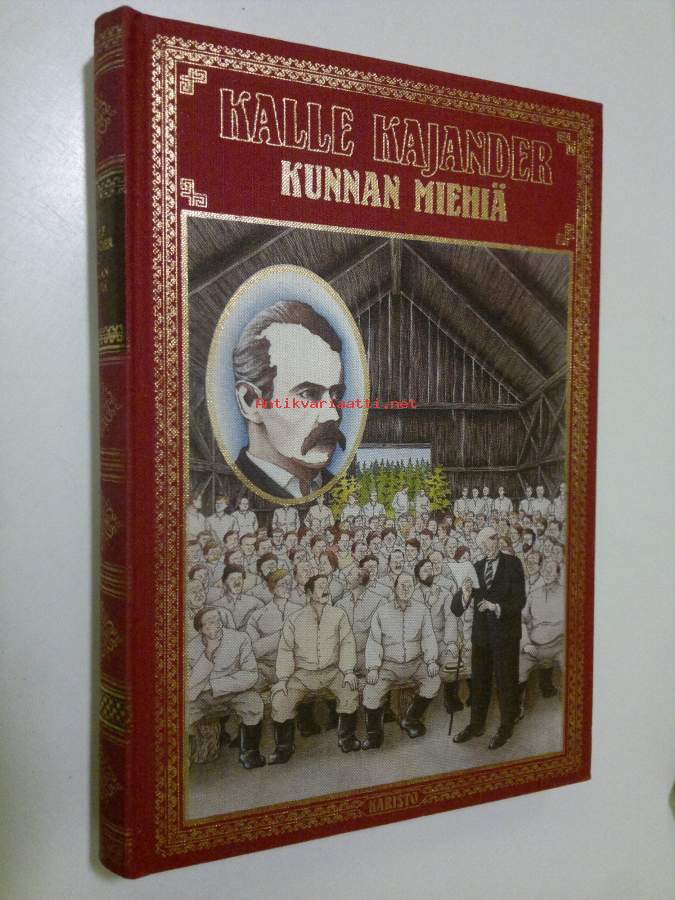 KALLE KAJANDER
KUNNAN MIEHIÄ
Antikvariaatti.net
KARISTO